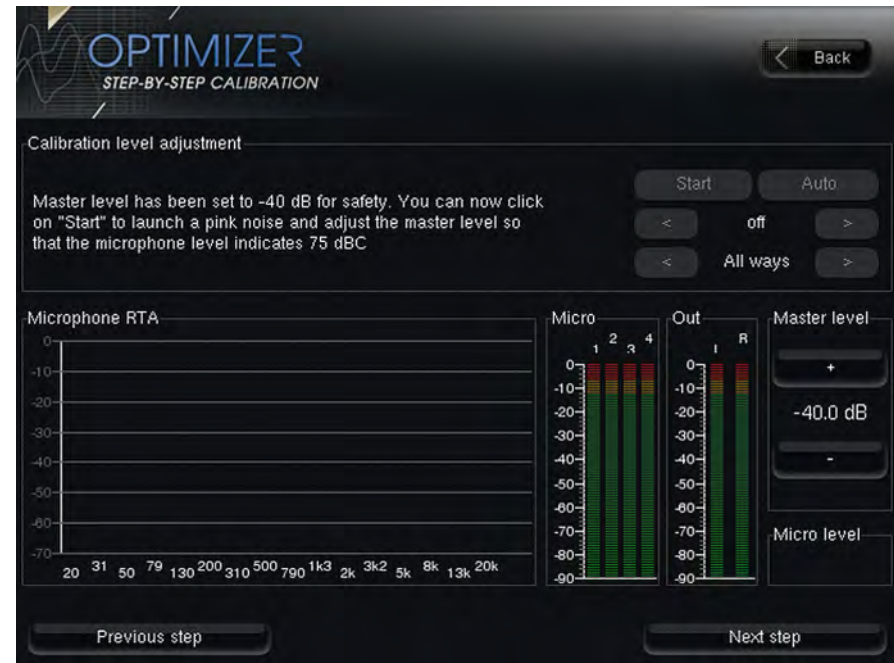 OPTIMIZER
STEP-BY-STEP CALIBRATION
< Back
Calibration level adjustment
Master level has been set to -40 dB for safety. You can now click
on "Start" to launch a pink noise and adjust the master level so
that the microphone level indicates 75 dBC
Start Auto
< off >
< All ways >
Microphone RTA
0
-10
-20
-30
-40
-50
-60
-70
20 31 50 79 130 200 310 500 790 1k3 2k 3k2 5k 8k 13k 20k
Micro
1 2 3 4
0
-10
-20
-30
-40
-50
-60
-70
-80
-90
Out
l R
0
-10
-20
-30
-40
-50
-60
-70
-80
-90
Master level
+
-40.0 dB
-
Micro level
Previous step
Next step